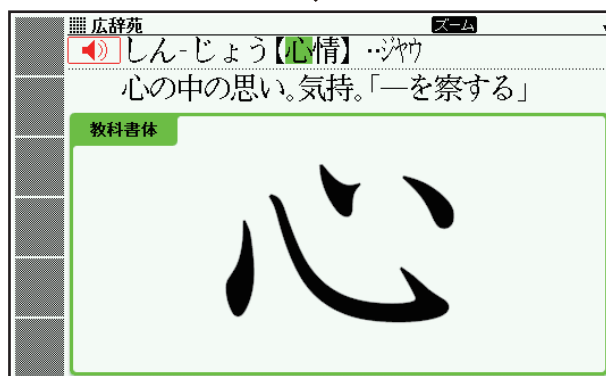 広辞苑 ズーム
しん‐じょう【心情】‥ジヤウ
心の中の思い。気持。「―を察する」
教科書体
心